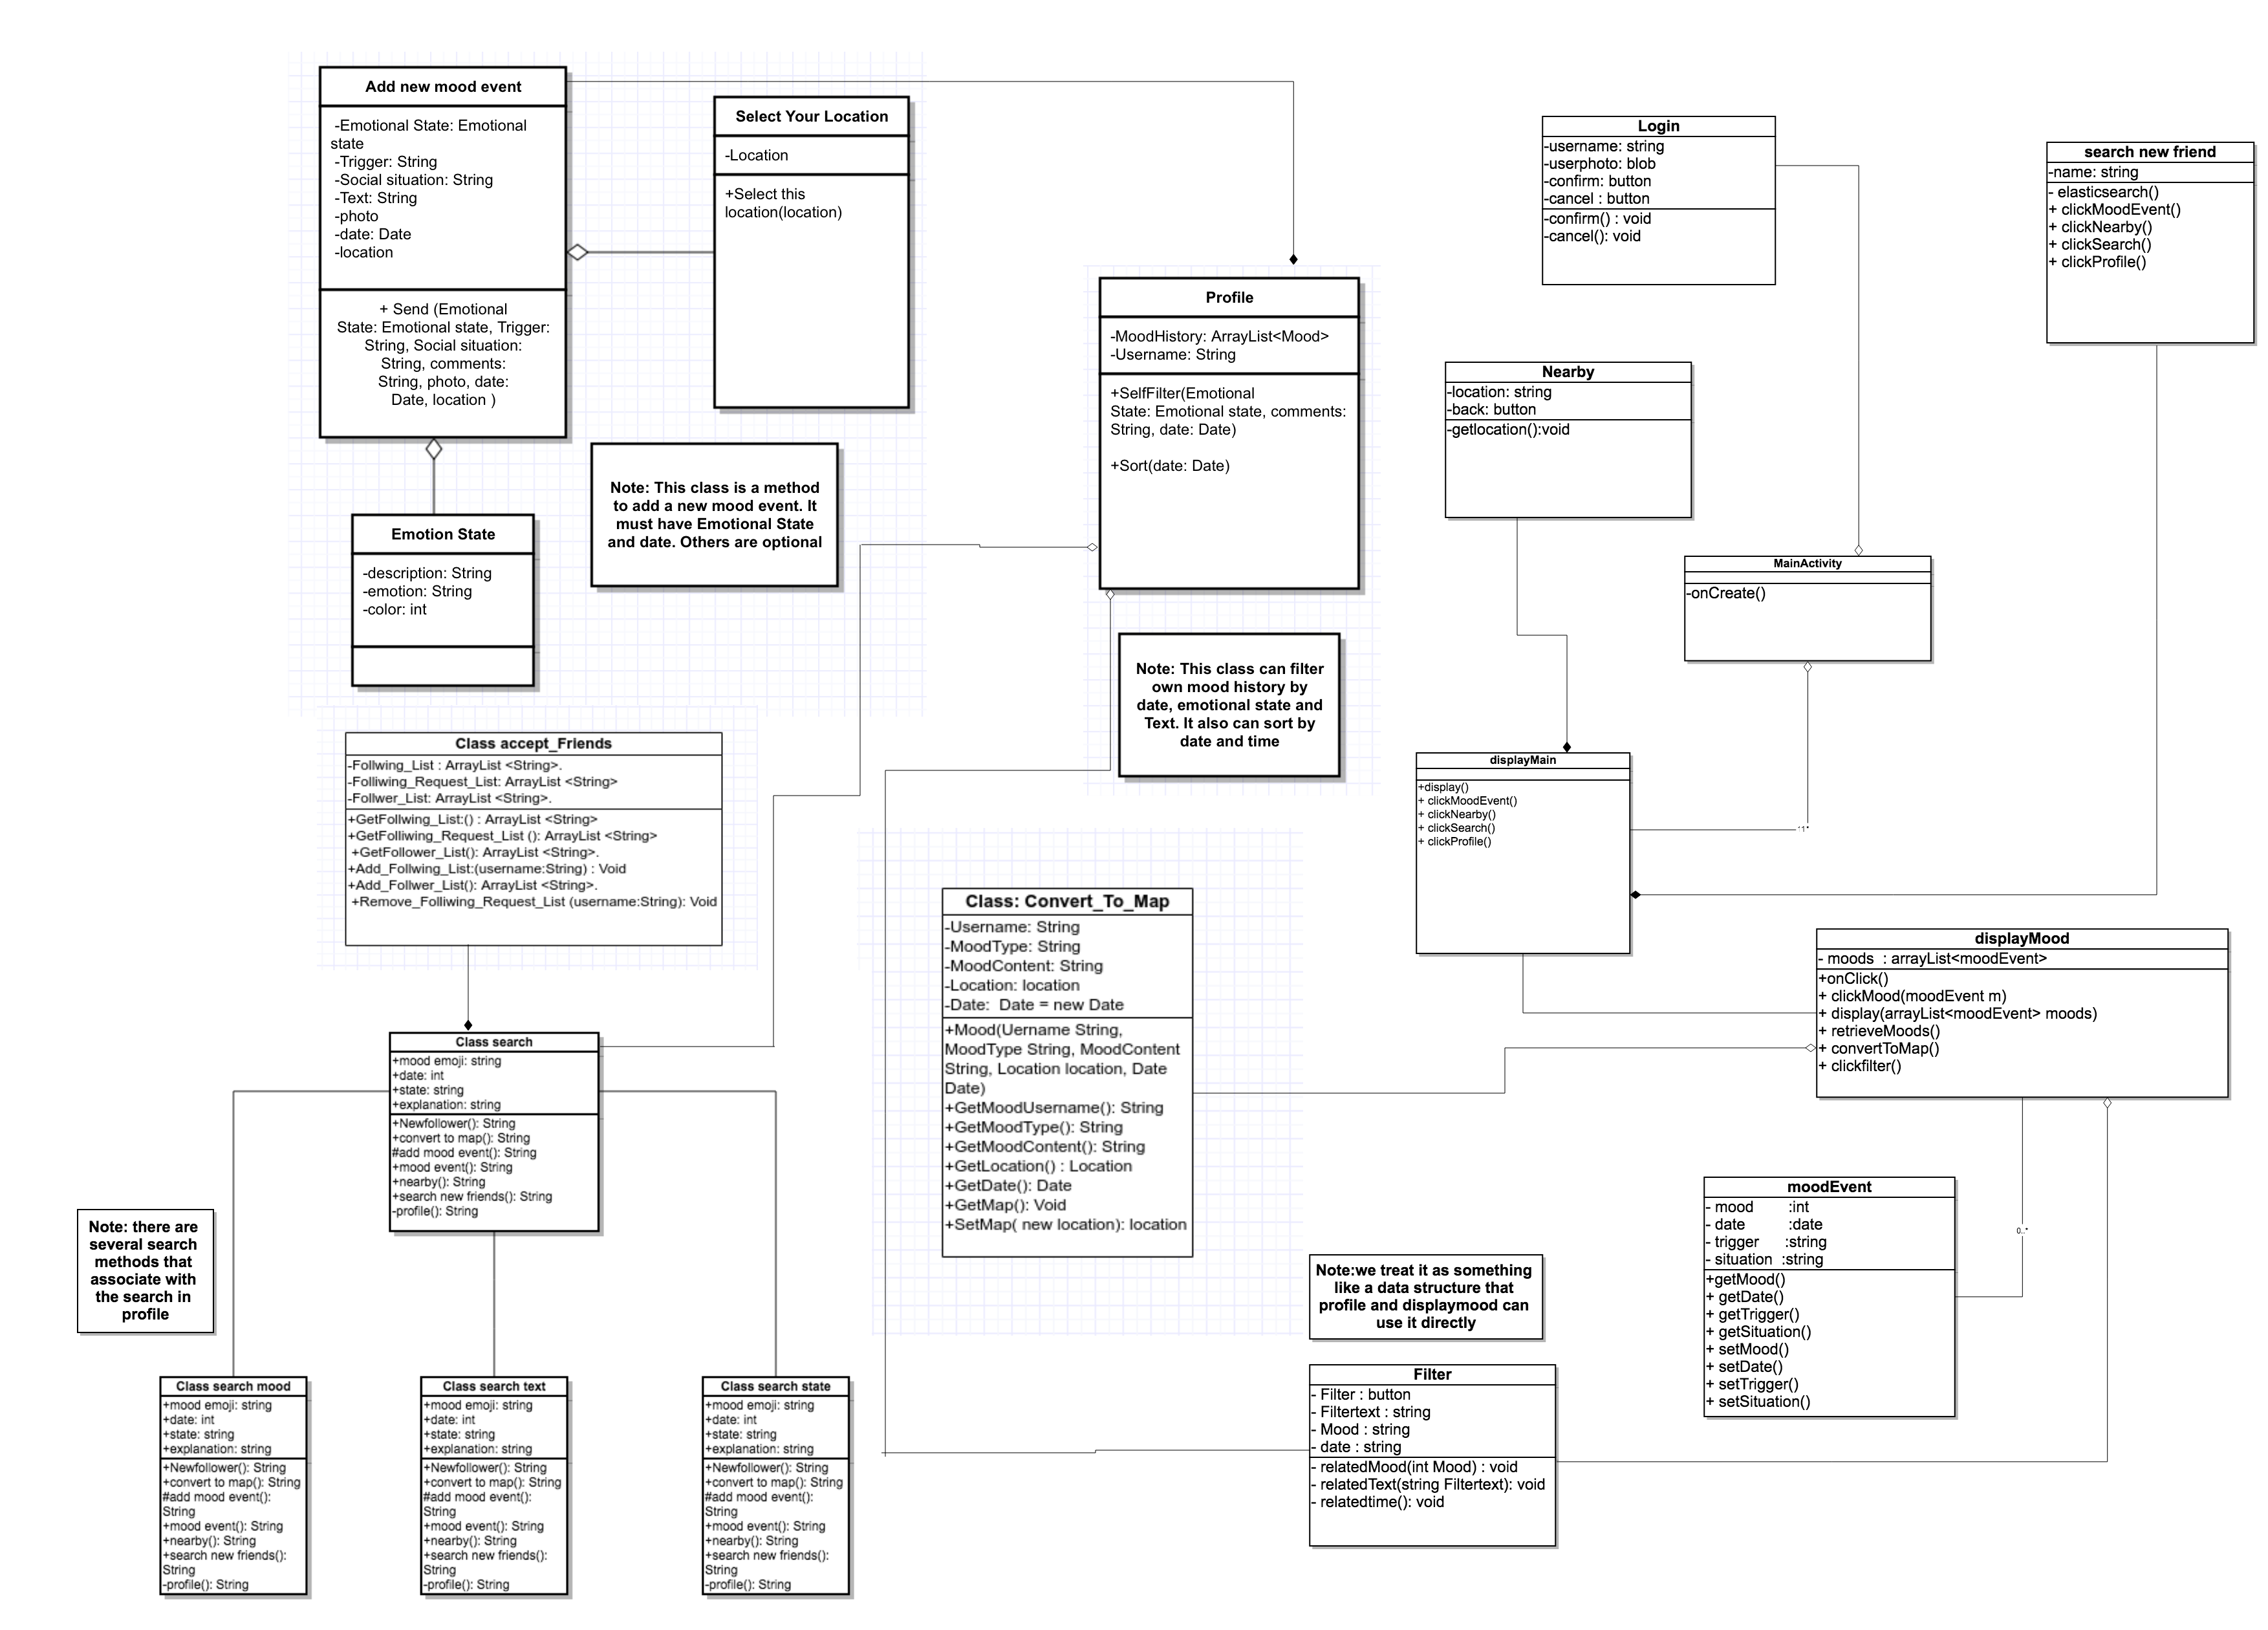 Add new mood event
-Emotional State: Emotional
state
-Trigger: String
-Social situation: String
-Text: String
-photo
-date: Date
-location
+ Send (Emotional
State: Emotional state, Trigger:
String, Social situation:
String, comments:
String, photo, date:
Date, location )
Select Your Location
-Location
+Select this
location(location)
Note: This class is a method
to add a new mood event. It
must have Emotional State
and date. Others are optional
Emotion State
-description: String
-emotion: String
-color: int
Profile
-MoodHistory: ArrayList<Mood>
-Username: String
+SelfFilter(Emotional
State: Emotional state, comments:
String, date: Date)
+Sort(date: Date)
Note: This class can filter
own mood history by
date, emotional state and
Text. It also can sort by
date and time
Login
-username: string
-userphoto: blob
-confirm: button
-cancel : button
-confirm() : void
-cancel(): void
search new friend
-name: string
- elasticsearch()
+ clickMoodEvent()
+ clickNearby()
+ clickSearch()
+ clickProfile()
Nearby
-location: string
-back: button
-getlocation():void
MainActivity
-onCreate()
displayMain
+display()
+ clickMoodEvent()
+ clickNearby()
+ clickSearch()
+ clickProfile()
Class accept_Friends
-Follwing_List : ArrayList <String>.
-Folliwing_Request_List: ArrayList <String>
-Follwer_List: ArrayList <String>.
+GetFollwing_List:() : ArrayList <String>
+GetFolliwing_Request_List (): ArrayList <String>
+GetFollower_List(): ArrayList <String>.
+Add_Follwing_List:(username:String) : Void
+Add_Follwer_List(): ArrayList <String>.
+Remove_Folliwing_Request_List (username:String): Void
Class: Convert_To_Map
-Username: String
-MoodType: String
-MoodContent: String
-Location: location
-Date:  Date = new Date
+Mood(Uername String,
MoodType String, MoodContent
String, Location location, Date
Date)
+GetMoodUsername(): String
+GetMoodType(): String
+GetMoodContent(): String
+GetLocation() : Location
+GetDate(): Date
+GetMap(): Void
+SetMap( new location): location
displayMood
- moods  : arrayList<moodEvent>
+onClick()
+ clickMood(moodEvent m)
+ display(arrayList<moodEvent> moods)
+ retrieveMoods()
+ convertToMap()
+ clickfilter()
Class search
+mood emoji: string
+date: int
+state: string
+explanation: string
+Newfollower(): String
+convert to map(): String
#add mood event(): String
+mood event(): String
+nearby(): String
+search new friends(): String
-profile(): String
Note: there are
several search
methods that
associate with
the search in
profile
moodEvent
- mood :int
- date :date
- trigger :string
- situation :string
+getMood()
+ getDate()
+ getTrigger()
+ getSituation()
+ setMood()
+ setDate()
+ setTrigger()
+ setSituation()
0..*
Note:we treat it as something
like a data structure that
profile and displaymood can
use it directly
Filter
- Filter : button
- Filtertext : string
- Mood : string
- date : string
- relatedMood(int Mood) : void
- relatedText(string Filtertext): void
- relatedtime(): void
Class search mood
+mood emoji: string
+date: int
+state: string
+explanation: string
+Newfollower(): String
+convert to map(): String
#add mood event():
String
+mood event(): String
+nearby(): String
+search new friends():
String
-profile(): String
Class search text
+mood emoji: string
+date: int
+state: string
+explanation: string
+Newfollower(): String
+convert to map(): String
#add mood event():
String
+mood event(): String
+nearby(): String
+search new friends():
String
-profile(): String
Class search state
+mood emoji: string
+date: int
+state: string
+explanation: string
+Newfollower(): String
+convert to map(): String
#add mood event():
String
+mood event(): String
+nearby(): String
+search new friends():
String
-profile(): String